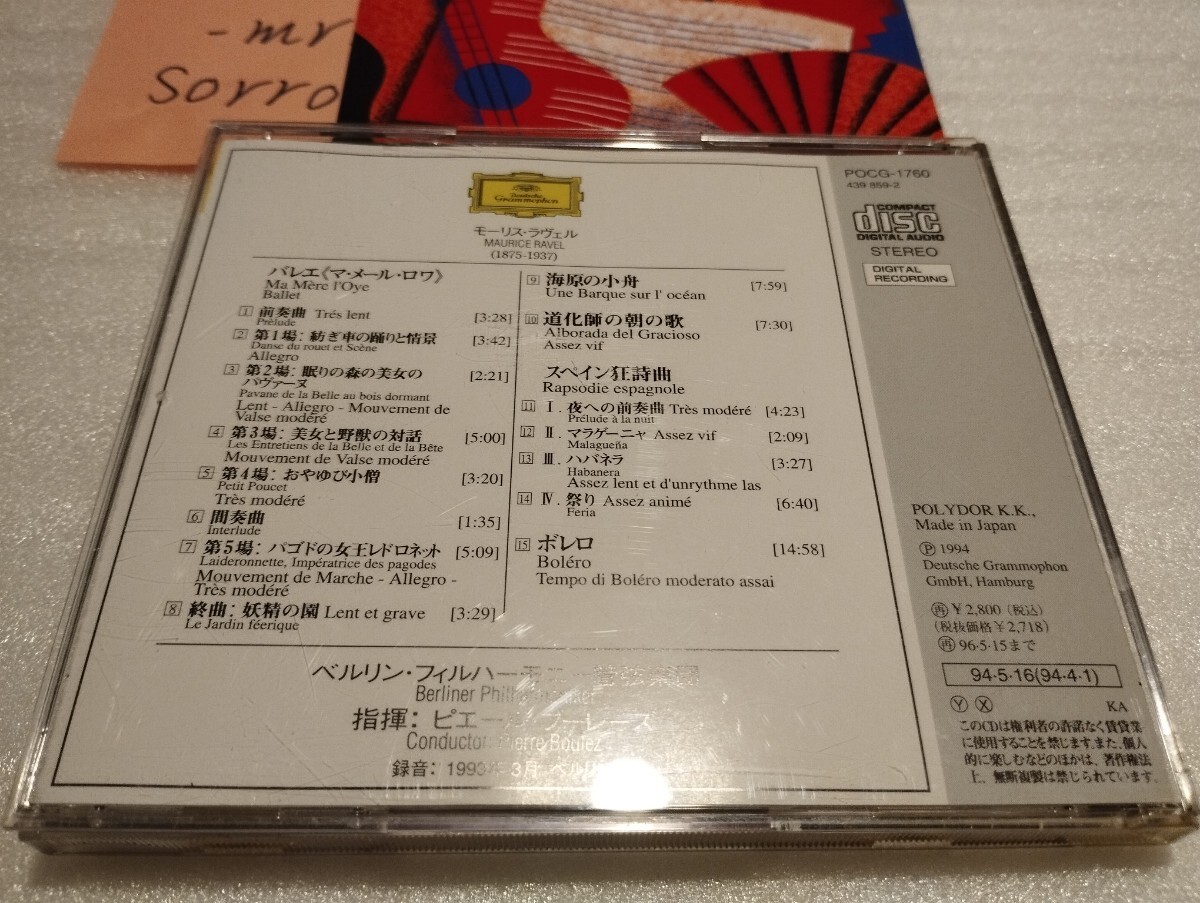 -mr
Sorro
Deutsche
Grammophon
モーリス・ラヴェル
MAURICE RAVEL
(1875-1937)
バレエ《マ・メール・ロワ》
Ma Mère l'Oye
Ballet
1 前奏曲 Trés lent [3:28]
Prélude
2 第1場: 紡ぎ車の踊りと情景 [3:42]
Danse du rouet et Scène
Allegro
3 第2場: 眠りの森の美女の [2:21]
パヴァーヌ
Pavane de la Belle au bois dormant
Lent - Allegro - Mouvement de
Valse modéré
4 第3場: 美女と野獣の対話 [5:00]
Les Entretiens de la Belle et de la Bête
Mouvement de Valse modéré
5 第4場: おやゆび小僧 [3:20]
Petit Poucet
Très modéré
6 間奏曲 [1:35]
Interlude
7 第5場: パゴドの女王レドロネット [5:09]
Laideronnette, Impératrice des pagodes
Mouvement de Marche - Allegro -
Très modéré
8 終曲: 妖精の園 Lent et grave [3:29]
Le Jardin féerique
9 海原の小舟 [7:59]
Une Barque sur l' océan
10 道化師の朝の歌 [7:30]
Alborada del Gracioso
Assez vif
スペイン狂詩曲
Rapsodie espagnole
11 I. 夜への前奏曲 Très modéré [4:23]
Prélude à la nuit
12 II. マラゲーニャ Assez vif [2:09]
Malagueña
13 III. ハバネラ [3:27]
Habanera
Assez lent et d'unrythme las
14 IV. 祭り Assez animé [6:40]
Feria
15 ボレロ [14:58]
Boléro
Tempo di Boléro moderato assai
ベルリン・フィルハーモニー管弦楽団
Berliner Philharmoniker
指揮: ピエール・ブーレーズ
Conductor: Pierre Boulez
録音: 1993年3月 ベルリン
POCG-1760
439 859-2
COMPACT
disc
DIGITAL AUDIO
STEREO
DIGITAL
RECORDING
POLYDOR K.K.,
Made in Japan
Ⓟ 1994
Deutsche Grammophon
GmbH, Hamburg
㊢ ¥2,800 (税込)
(税抜価格¥2,718)
96・5・15まで
94・5・16(94・4・1)
Ⓨ Ⓧ KA
このCDは権利者の許諾なく賃貸業
に使用することを禁じます。また、個人
的に楽しむなどのほかは、著作権法
上、無断複製は禁じられています。